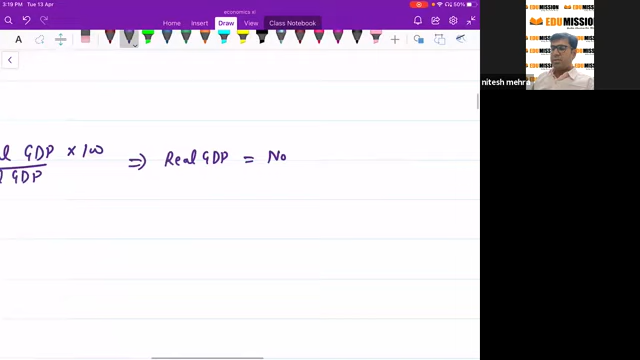 3:19 PM Tue 13 Apr
50%
economics xi
Home Insert Draw View Class Notebook
A
GDP × 100 ⇒ Real GDP = No
GDP
EDUMISSION
nitesh mehra